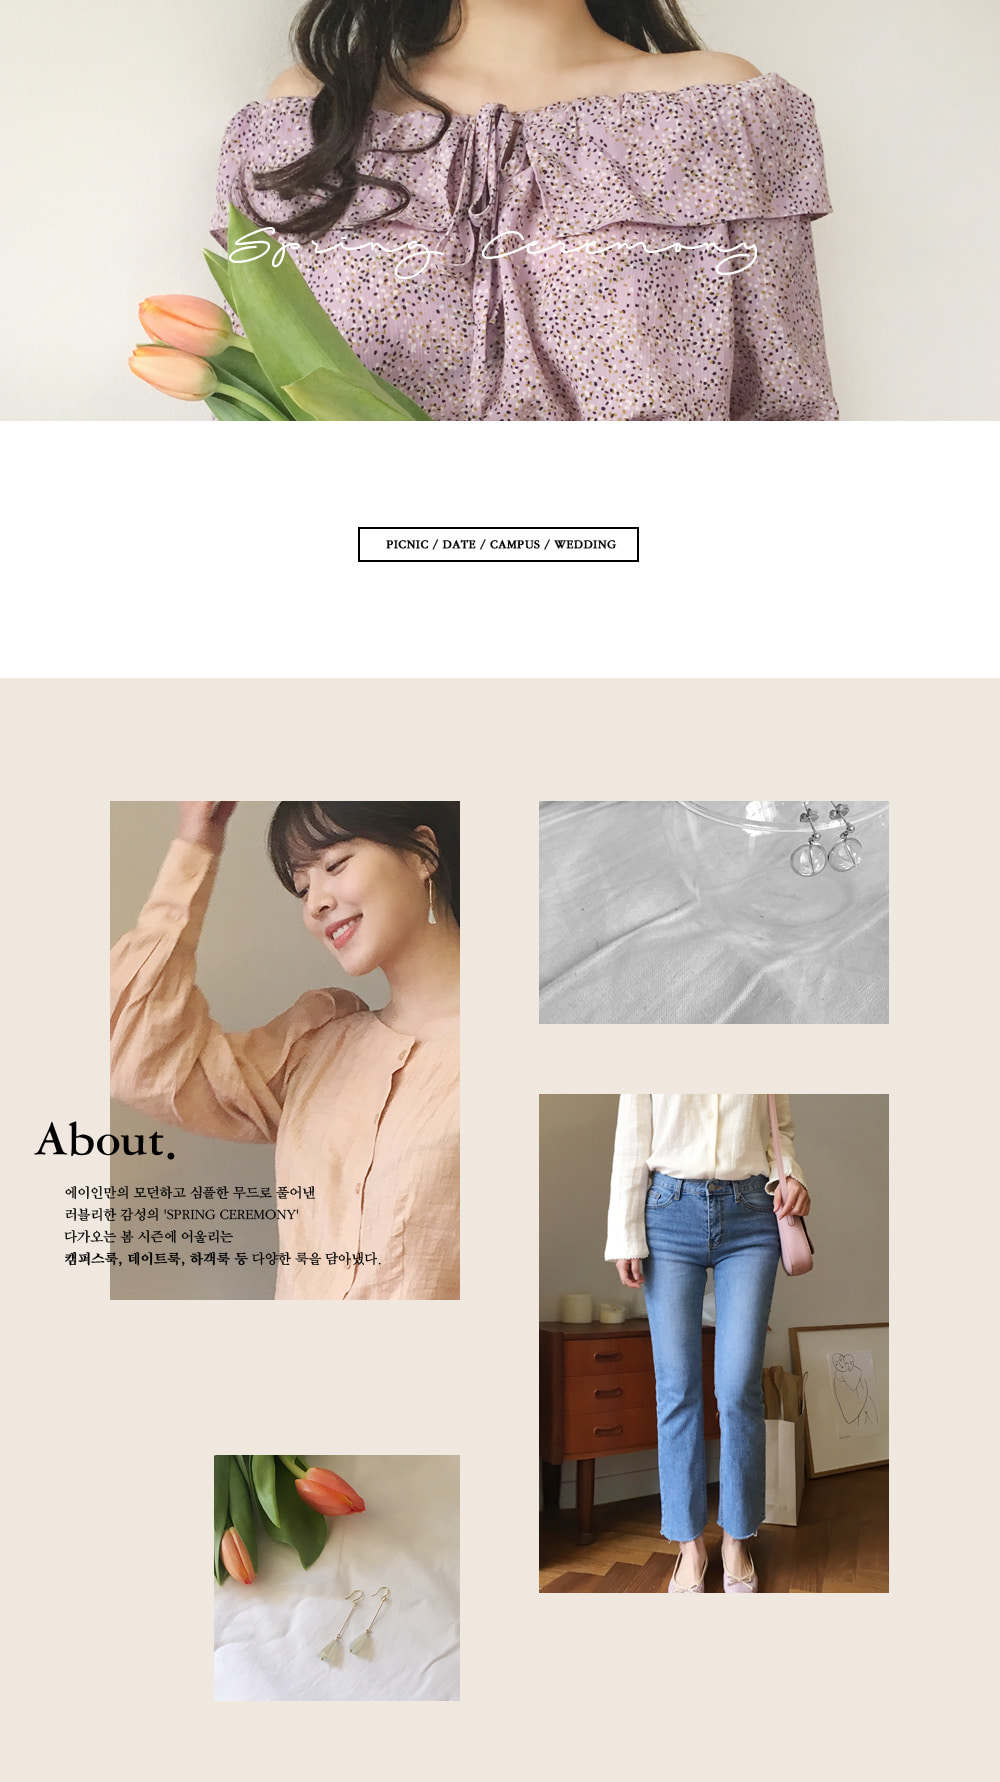 Spring Ceremony
PICNIC / DATE / CAMPUS / WEDDING
About.
에이인만의 모던하고 심플한 무드로 풀어낸
러블리한 감성의 'SPRING CEREMONY'
다가오는 봄 시즌에 어울리는
캠퍼스룩, 데이트룩, 하객룩 등 다양한 룩을 담아냈다.